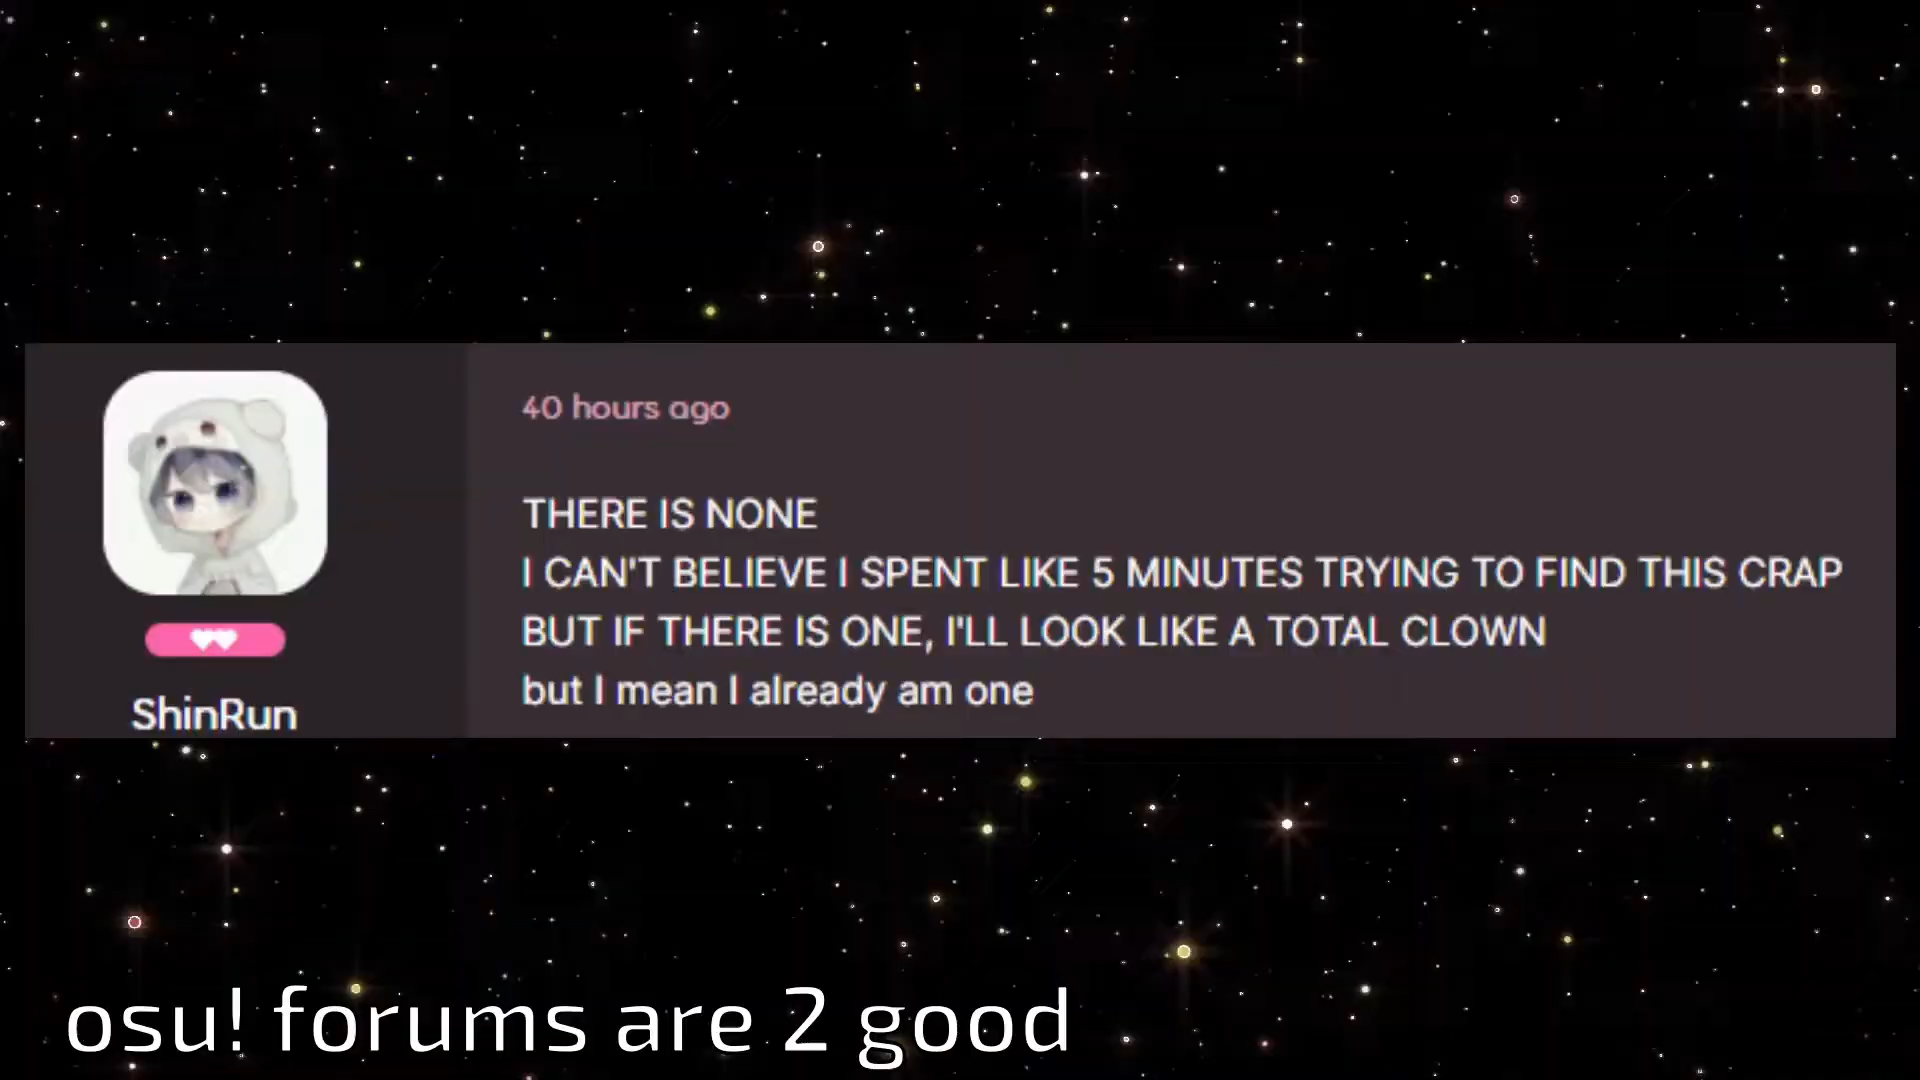 40 hours ago
THERE IS NONE
I CAN'T BELIEVE I SPENT LIKE 5 MINUTES TRYING TO FIND THIS CRAP
BUT IF THERE IS ONE, I'LL LOOK LIKE A TOTAL CLOWN
but I mean I already am one
ShinRun
osu! forums are 2 good